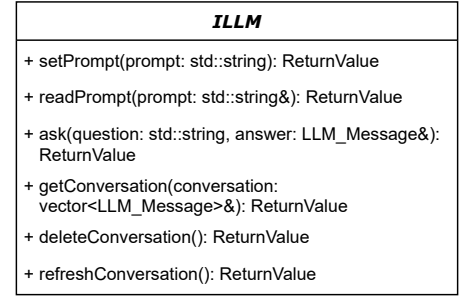 ILLM
+ setPrompt(prompt: std::string): ReturnValue
+ readPrompt(prompt: std::string&): ReturnValue
+ ask(question: std::string, answer: LLM_Message&):
ReturnValue
+ getConversation(conversation:
vector<LLM_Message>&): ReturnValue
+ deleteConversation(): ReturnValue
+ refreshConversation(): ReturnValue